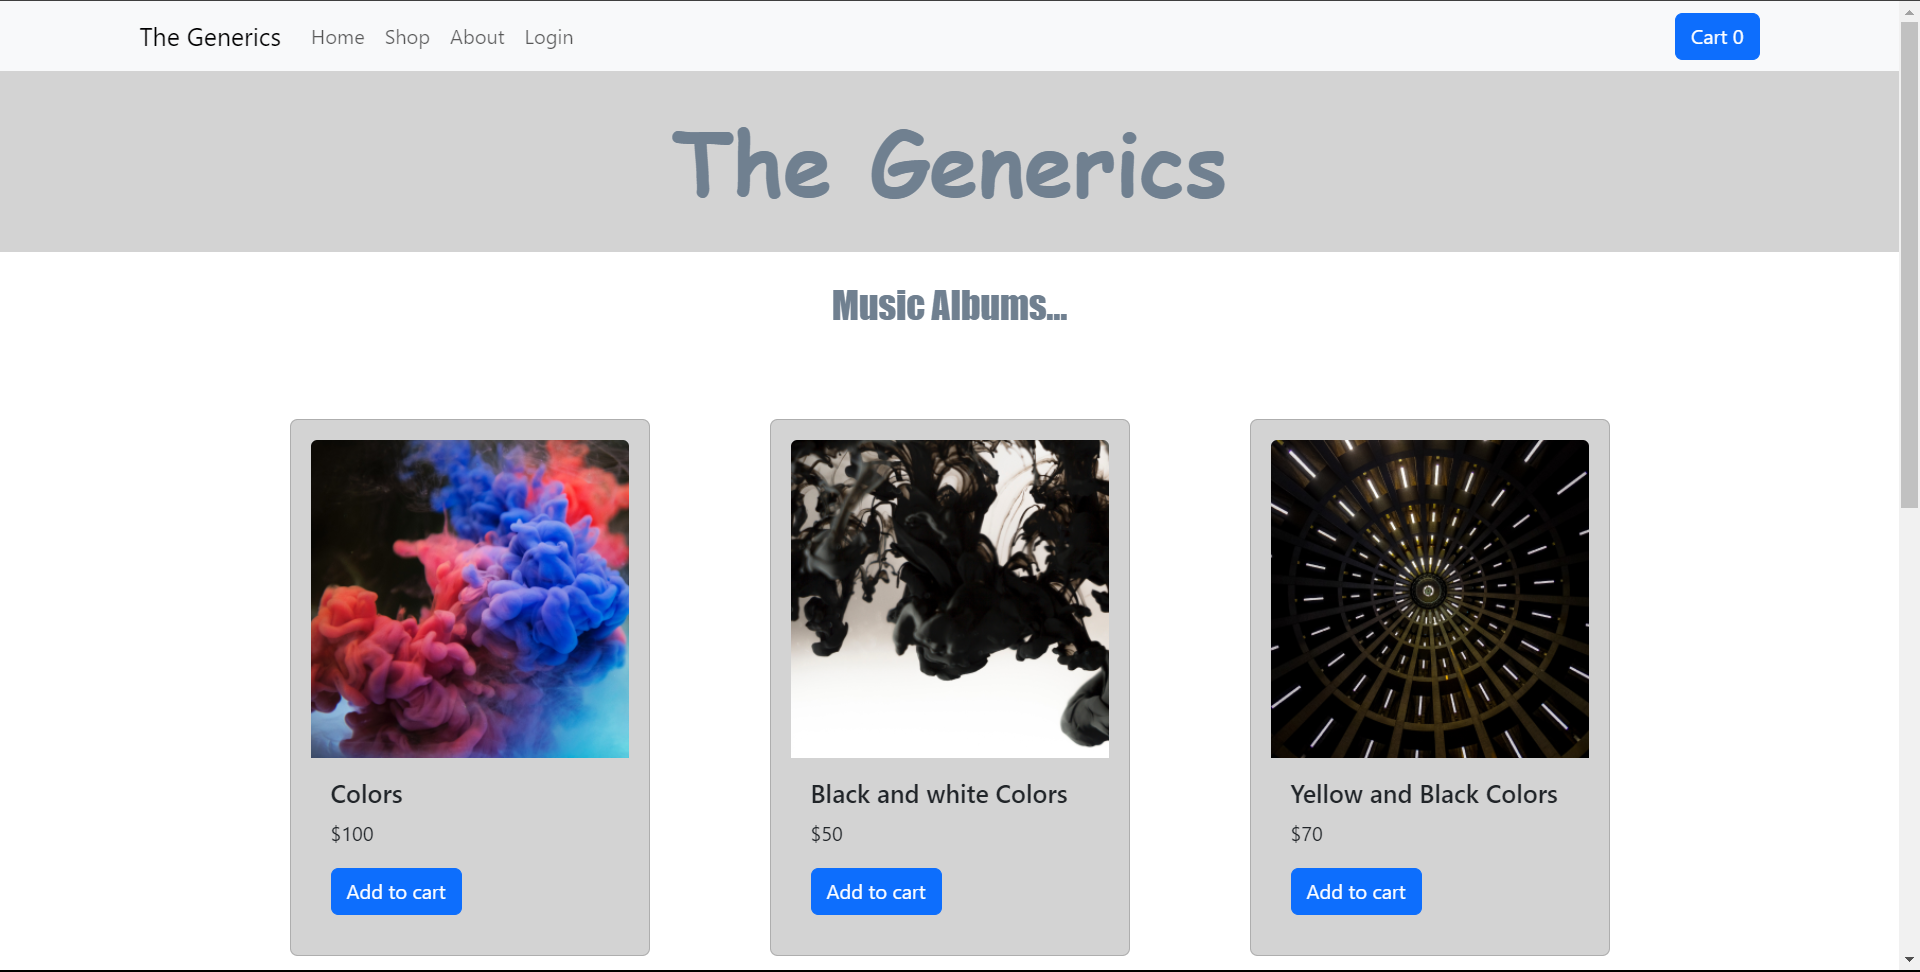 The Generics Home Shop About Login Cart 0
The Generics
Music Albums...
Colors
$100
Add to cart
Black and white Colors
$50
Add to cart
Yellow and Black Colors
$70
Add to cart